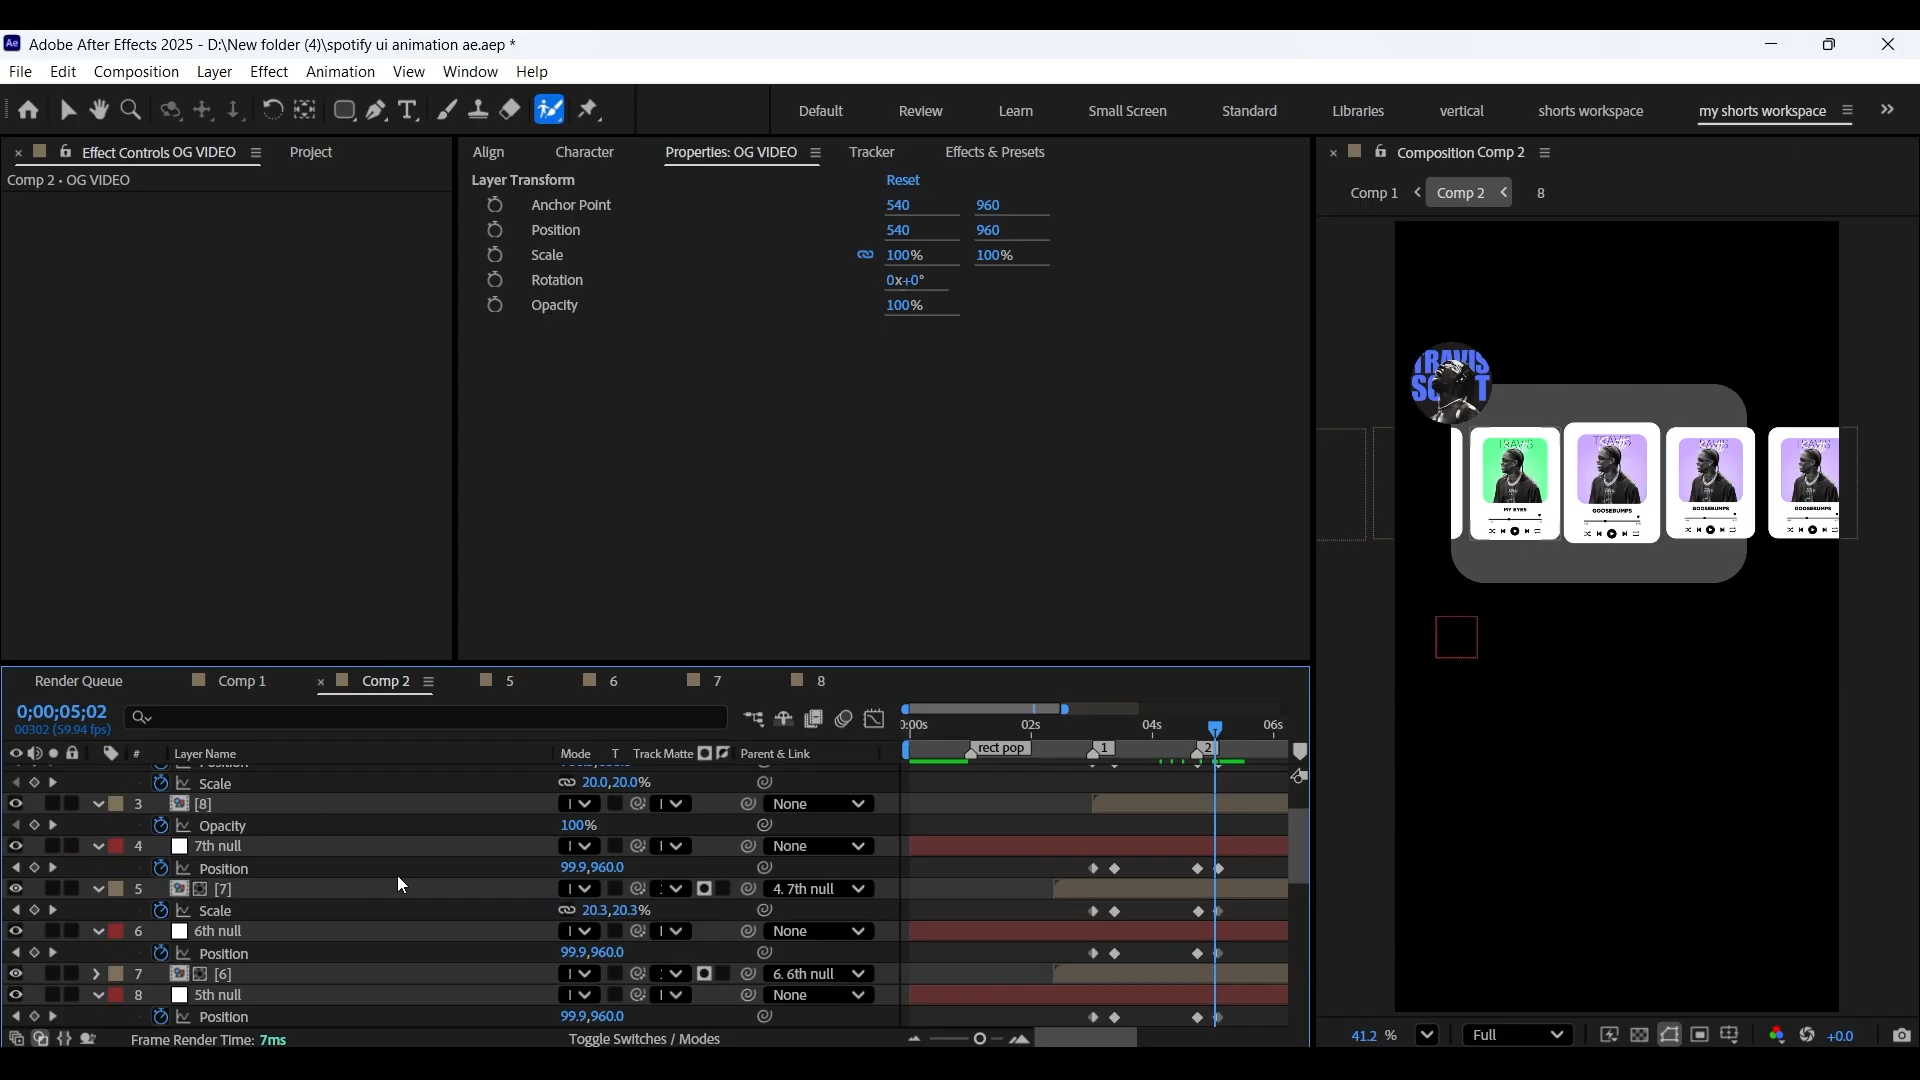 Ae Adobe After Effects 2025 - D:\New folder (4)\spotify ui animation ae.aep *
File Edit Composition Layer Effect Animation View Window Help
Default Review Learn Small Screen Standard Libraries vertical shorts workspace my shorts workspace
Effect Controls OG VIDEO Project
Comp 2 • OG VIDEO
Align Character Properties: OG VIDEO Tracker Effects & Presets
Layer Transform Reset
Anchor Point 540 960
Position 540 960
Scale 100% 100%
Rotation 0x+0°
Opacity 100%
Composition Comp 2
Comp 1 Comp 2 8
TRAVIS
MY EYES
GOOSEBUMPS
GOOSEBUMPS
GOOSEBUMPS
Render Queue Comp 1 Comp 2 5 6 7 8
0;00;05;02
00302 (59.94 fps)
0:00s 02s 04s 06s
# Layer Name Mode T Track Matte Parent & Link
rect pop 1 2
Scale 20.0,20.0%
3 [8] None
Opacity 100%
4 7th null None
Position 99.9,960.0
5 [7] 4. 7th null
Scale 20.3,20.3%
6 6th null None
Position 99.9,960.0
7 [6] 6. 6th null
8 5th null None
Position 99.9,960.0
Frame Render Time: 7ms Toggle Switches / Modes
41.2 % Full +0.0